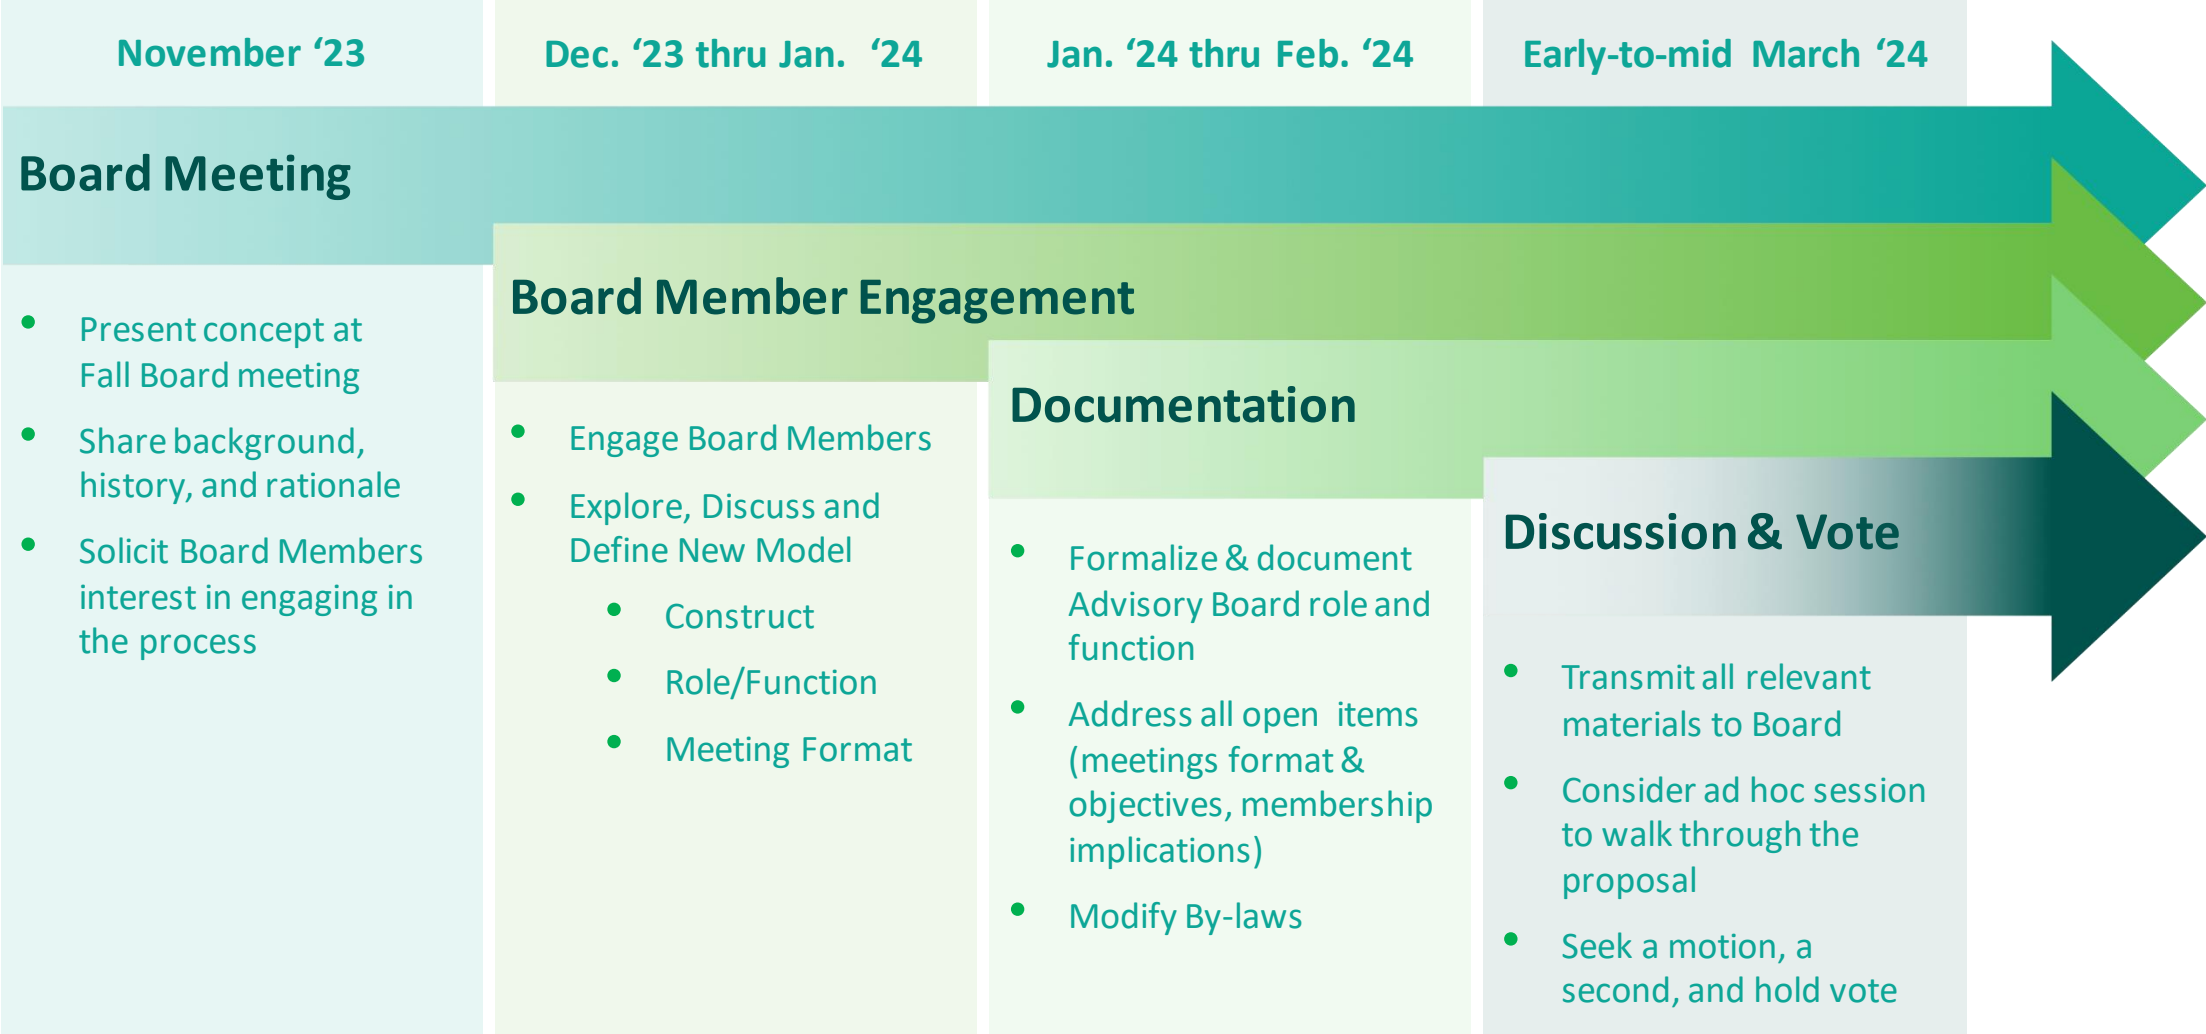 November ‘23
Dec. ‘23 thru Jan. ‘24
Jan. ‘24 thru Feb. ‘24
Early-to-mid March ‘24
Board Meeting
• Present concept at
Fall Board meeting
• Share background,
history, and rationale
• Solicit Board Members
interest in engaging in
the process
Board Member Engagement
• Engage Board Members
• Explore, Discuss and
Define New Model
• Construct
• Role/Function
• Meeting Format
Documentation
• Formalize & document
Advisory Board role and
function
• Address all open items
(meetings format &
objectives, membership
implications)
• Modify By-laws
Discussion & Vote
• Transmit all relevant
materials to Board
• Consider ad hoc session
to walk through the
proposal
• Seek a motion, a
second, and hold vote